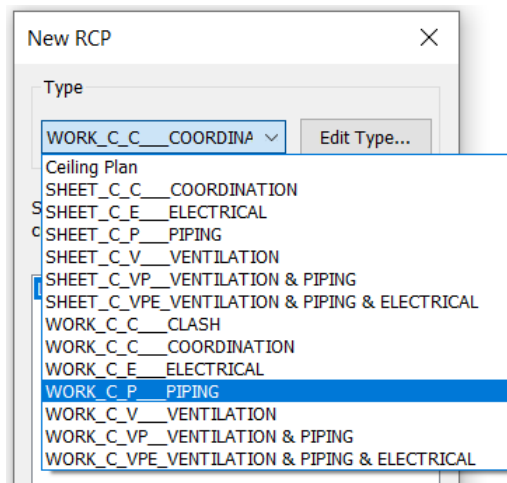 New RCP
Type
WORK_C_C___COORDINA
Edit Type...
Ceiling Plan
SHEET_C_C___COORDINATION
SHEET_C_E___ELECTRICAL
SHEET_C_P___PIPING
SHEET_C_V___VENTILATION
SHEET_C_VP__VENTILATION & PIPING
SHEET_C_VPE_VENTILATION & PIPING & ELECTRICAL
WORK_C_C___CLASH
WORK_C_C___COORDINATION
WORK_C_E___ELECTRICAL
WORK_C_P___PIPING
WORK_C_V___VENTILATION
WORK_C_VP__VENTILATION & PIPING
WORK_C_VPE_VENTILATION & PIPING & ELECTRICAL